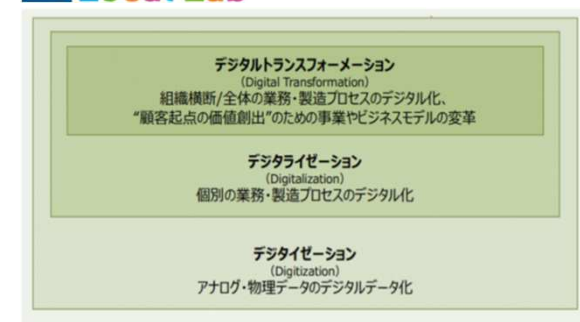 デジタルトランスフォーメーション
(Digital Transformation)
組織横断/全体の業務・製造プロセスのデジタル化、
“顧客起点の価値創出”のための事業やビジネスモデルの変革
デジタライゼーション
(Digitalization)
個別の業務・製造プロセスのデジタル化
デジタイゼーション
(Digitization)
アナログ・物理データのデジタルデータ化